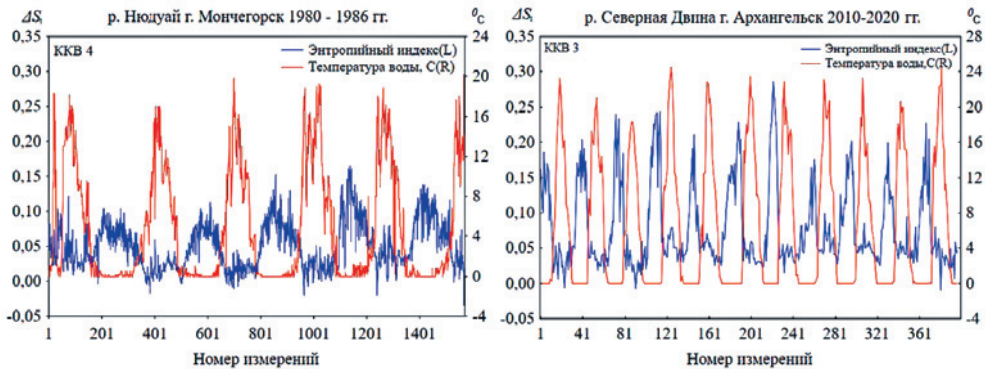 р. Нюдуай г. Мончегорск 1980 - 1986 гг.
ΔSᵢ
⁰C
ККВ 4
Энтропийный индекс(L)
Температура воды, С(R)
0,35
0,30
0,25
0,20
0,15
0,10
0,05
0,00
-0,05
24
20
16
12
8
4
0
-4
1 201 401 601 801 1001 1201 1401
Номер измерений
р. Северная Двина г. Архангельск 2010-2020 гг.
ΔSᵢ
⁰C
ККВ 3
Энтропийный индекс(L)
Температура воды,С(R)
0,35
0,30
0,25
0,20
0,15
0,10
0,05
0,00
-0,05
28
24
20
16
12
8
4
0
-4
1 41 81 121 161 201 241 281 321 361
Номер измерений